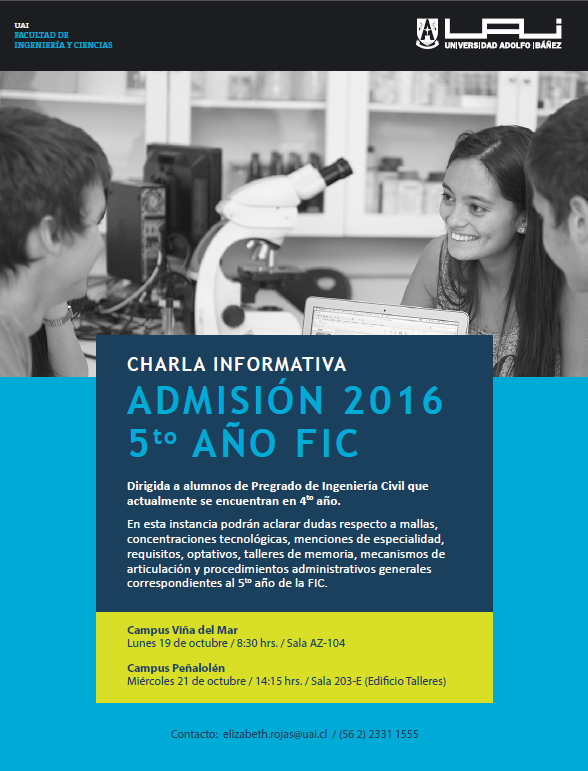 UAI
FACULTAD DE
INGENIERÍA Y CIENCIAS
UAI
UNIVERSIDAD ADOLFO IBÁÑEZ
CHARLA INFORMATIVA
ADMISIÓN 2016
5to AÑO FIC
Dirigida a alumnos de Pregrado de Ingeniería Civil que
actualmente se encuentran en 4to año.
En esta instancia podrán aclarar dudas respecto a mallas,
concentraciones tecnológicas, menciones de especialidad,
requisitos, optativos, talleres de memoria, mecanismos de
articulación y procedimientos administrativos generales
correspondientes al 5to año de la FIC.
Campus Viña del Mar
Lunes 19 de octubre / 8:30 hrs. / Sala AZ-104
Campus Peñalolén
Miércoles 21 de octubre / 14:15 hrs. / Sala 203-E (Edificio Talleres)
Contacto: elizabeth.rojas@uai.cl / (56 2) 2331 1555